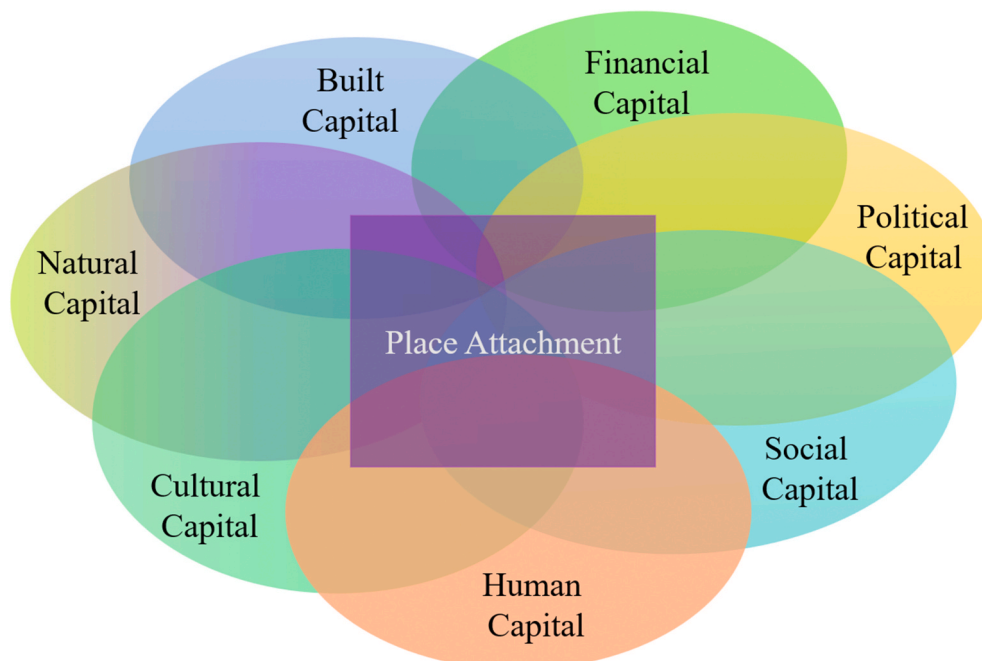 Built
Capital
Financial
Capital
Political
Capital
Natural
Capital
Place Attachment
Social
Capital
Cultural
Capital
Human
Capital